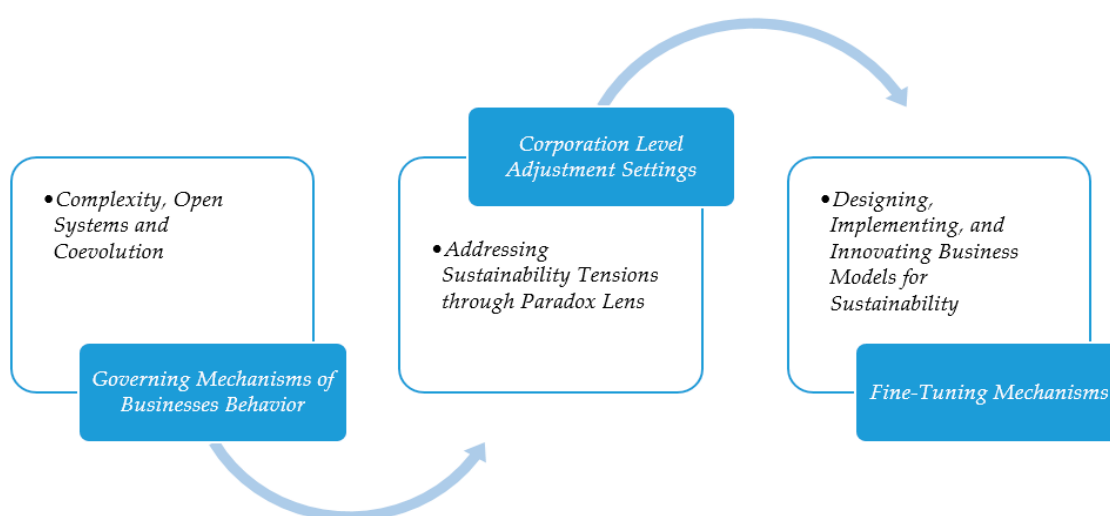 •Complexity, Open
Systems and
Coevolution
Governing Mechanisms of
Businesses Behavior
Corporation Level
Adjustment Settings
•Addressing
Sustainability Tensions
through Paradox Lens
•Designing,
Implementing, and
Innovating Business
Models for
Sustainability
Fine-Tuning Mechanisms